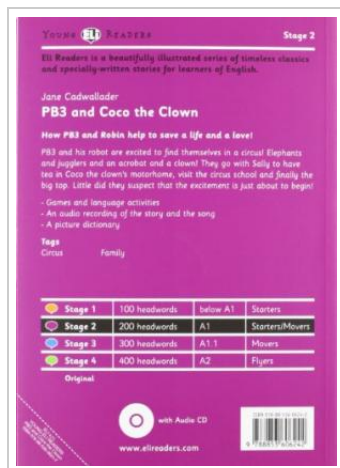 YOUNG ELI READERS Stage 2
ELI Readers is a beautifully illustrated series of timeless classics
and specially-written stories for learners of English.
Jane Cadwallader
PB3 and Coco the Clown
How PB3 and Robin help to save a life and a love!
PB3 and his robot are excited to find themselves in a circus! Elephants
and jugglers and an acrobat and a clown! They go with Sally to have
tea in Coco the clown's motorhome, visit the circus school and finally the
big top. Little did they suspect that the excitement is just about to begin!
- Games and language activities
- An audio recording of the story and the song
- A picture dictionary
Tags
Circus Family
Stage 1 100 headwords below A1 Starters
Stage 2 200 headwords A1 Starters/Movers
Stage 3 300 headwords A1.1 Movers
Stage 4 400 headwords A2 Flyers
Original
with Audio CD
www.elireaders.com